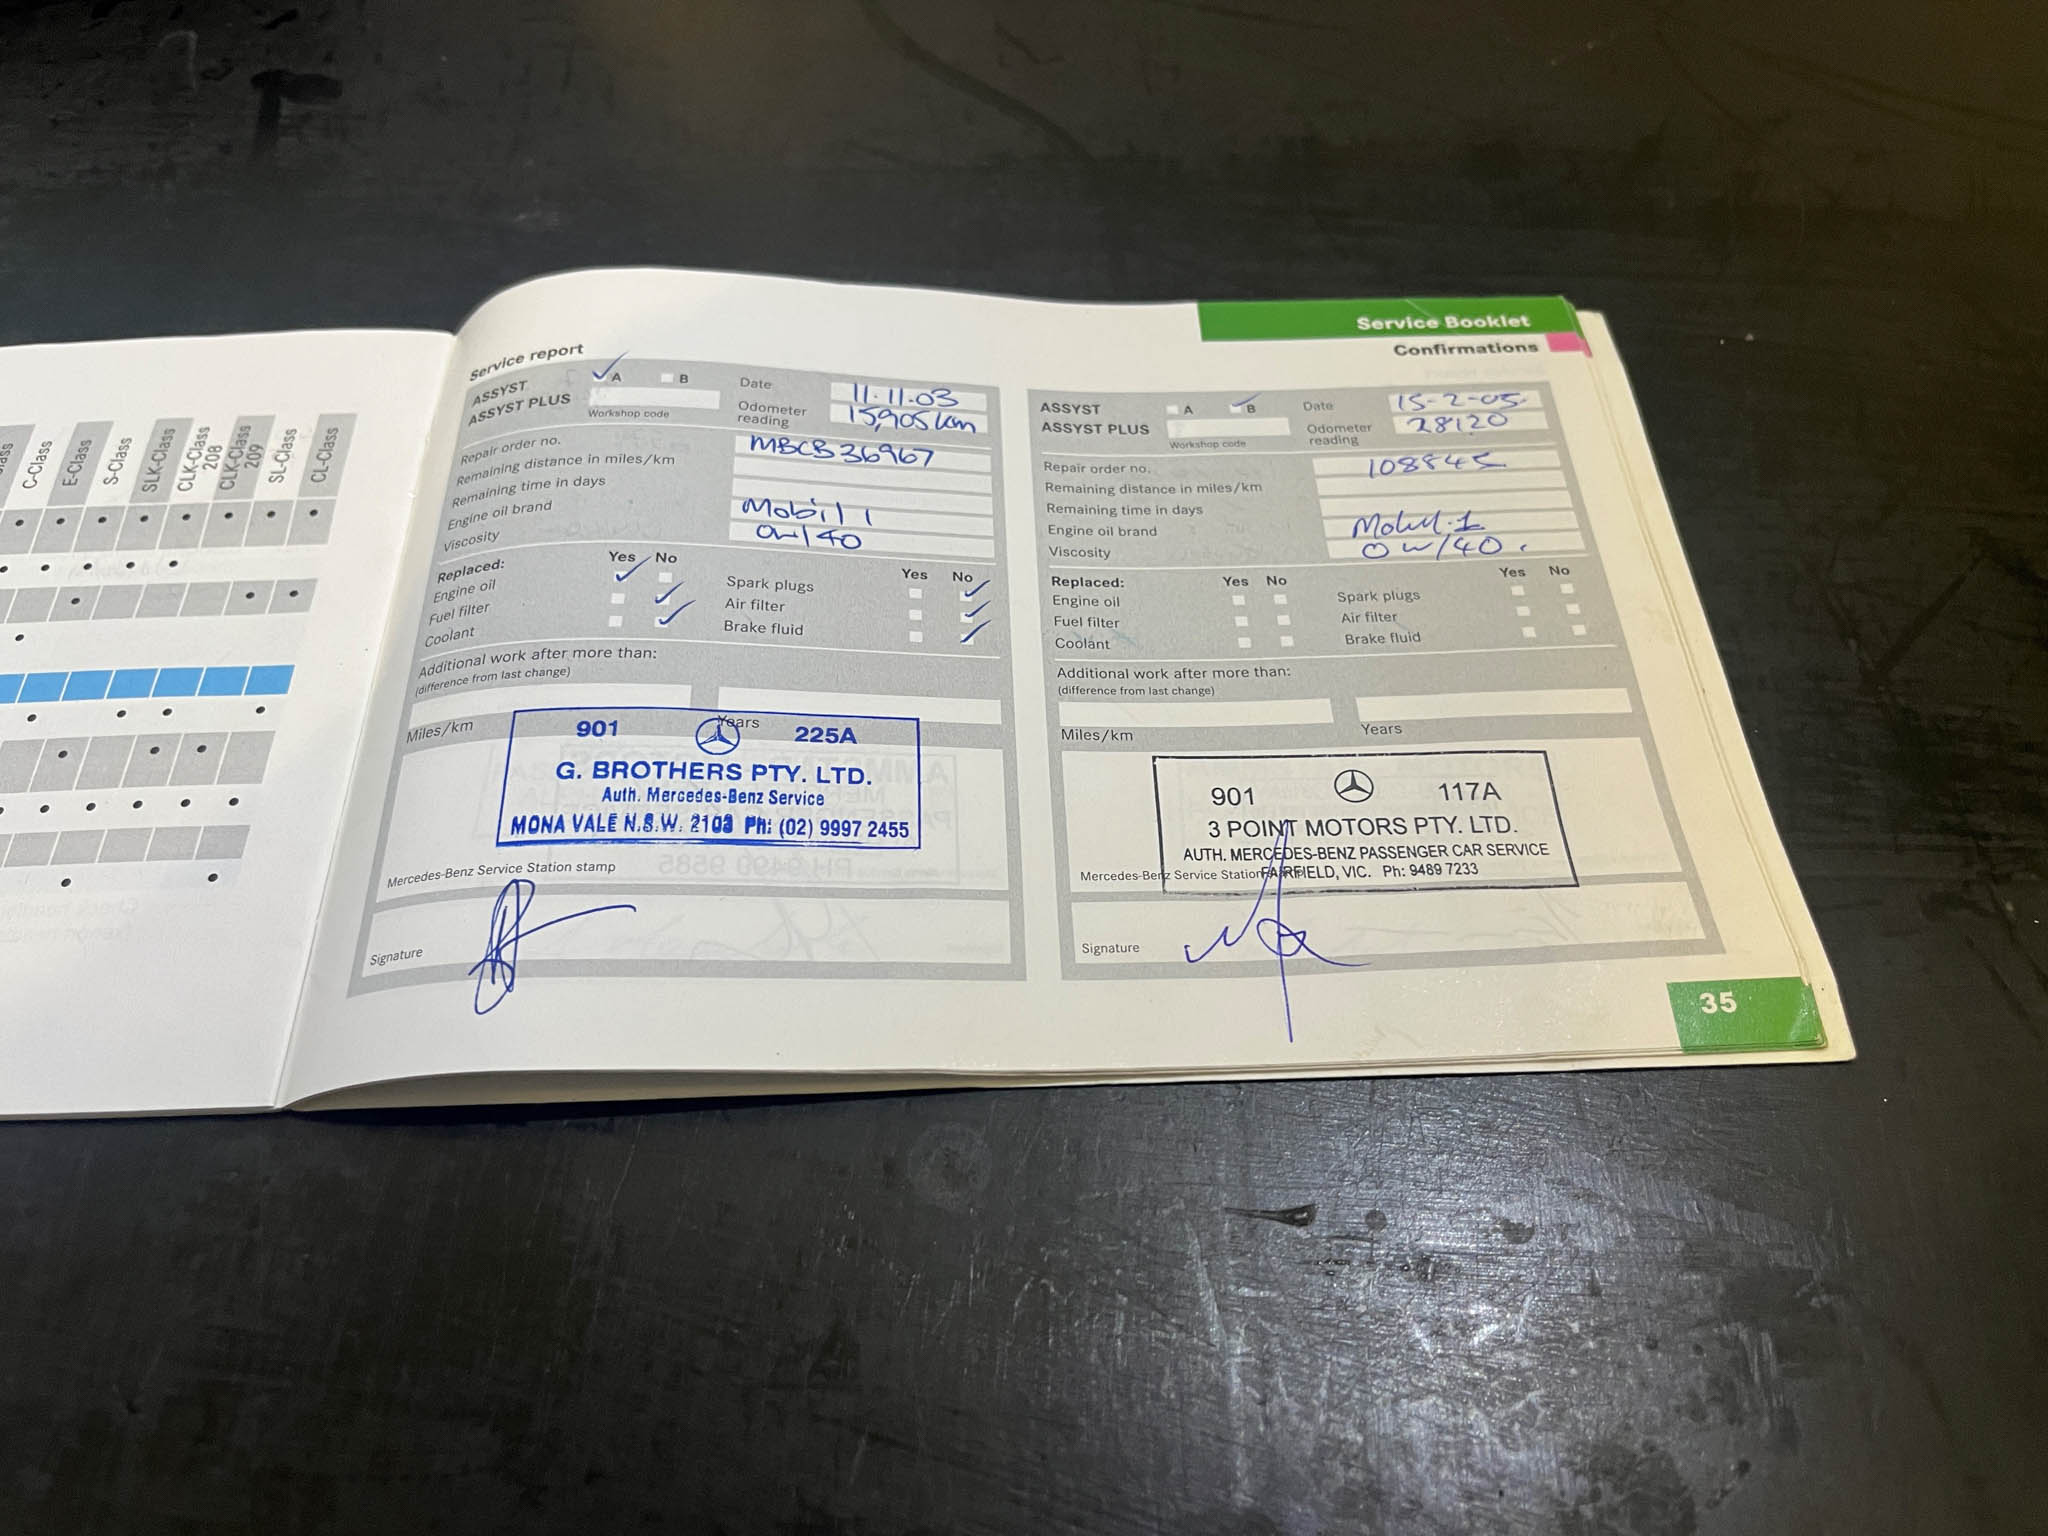 C-Class
E-Class
S-Class
SLK-Class
CLK-Class 208
CLK-Class 209
SL-Class
CL-Class
Service Booklet
Confirmations
Service report
ASSYST
A
B
Date
11.11.03
ASSYST PLUS
Workshop code
Odometer reading
15,905 km
Repair order no.
MBCB36967
Remaining distance in miles/km
Remaining time in days
Engine oil brand
Mobil 1
Viscosity
0w/40
Replaced:
Yes No
Yes No
Engine oil
Spark plugs
Fuel filter
Air filter
Coolant
Brake fluid
Additional work after more than:
(difference from last change)
Miles/km
Years
901 225A
G. BROTHERS PTY. LTD.
Auth. Mercedes-Benz Service
MONA VALE N.S.W. 2103 Ph: (02) 9997 2455
Mercedes-Benz Service Station stamp
Signature
ASSYST
A
B
Date
15-2-05
ASSYST PLUS
Workshop code
Odometer reading
28120
Repair order no.
108845
Remaining distance in miles/km
Remaining time in days
Engine oil brand
Mobil 1
Viscosity
0w/40.
Replaced:
Yes No
Yes No
Engine oil
Spark plugs
Fuel filter
Air filter
Coolant
Brake fluid
Additional work after more than:
(difference from last change)
Miles/km
Years
901 117A
3 POINT MOTORS PTY. LTD.
AUTH. MERCEDES-BENZ PASSENGER CAR SERVICE
FAIRFIELD, VIC. Ph: 9489 7233
Mercedes-Benz Service Station
Signature
35